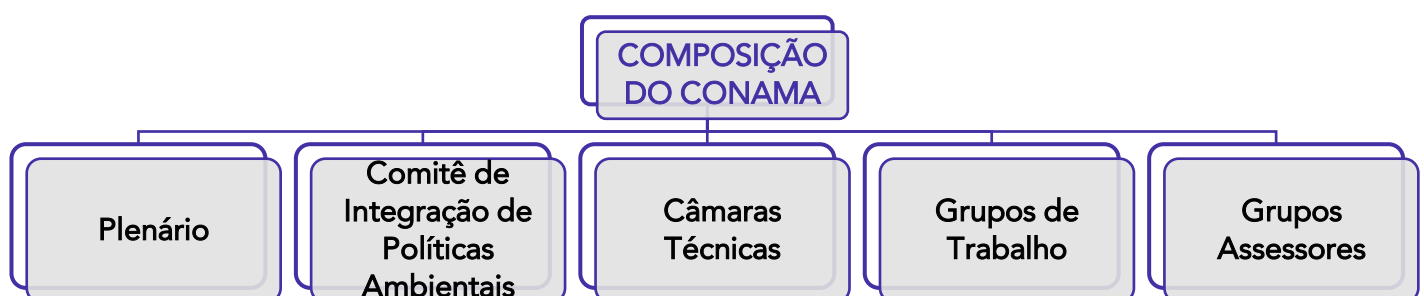 COMPOSIÇÃO
DO CONAMA
Plenário
Comitê de
Integração de
Políticas
Ambientais
Câmaras
Técnicas
Grupos de
Trabalho
Grupos
Assessores